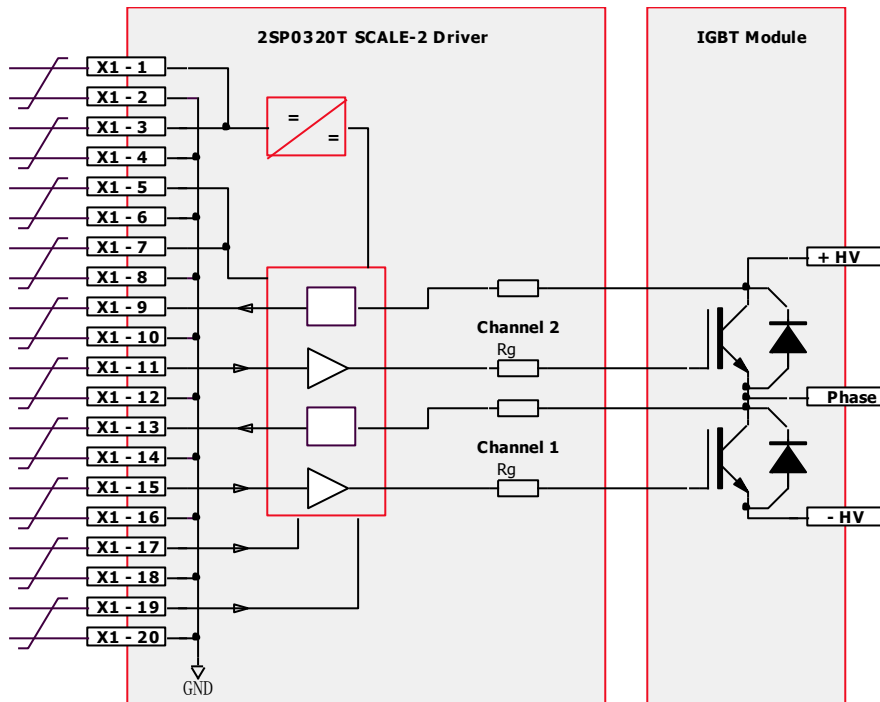 2SP0320T SCALE-2 Driver
IGBT Module
X1 - 1
X1 - 2
X1 - 3
X1 - 4
X1 - 5
X1 - 6
X1 - 7
X1 - 8
X1 - 9
X1 - 10
X1 - 11
X1 - 12
X1 - 13
X1 - 14
X1 - 15
X1 - 16
X1 - 17
X1 - 18
X1 - 19
X1 - 20
GND
=
=
Channel 2
Rg
Channel 1
Rg
+ HV
Phase
- HV